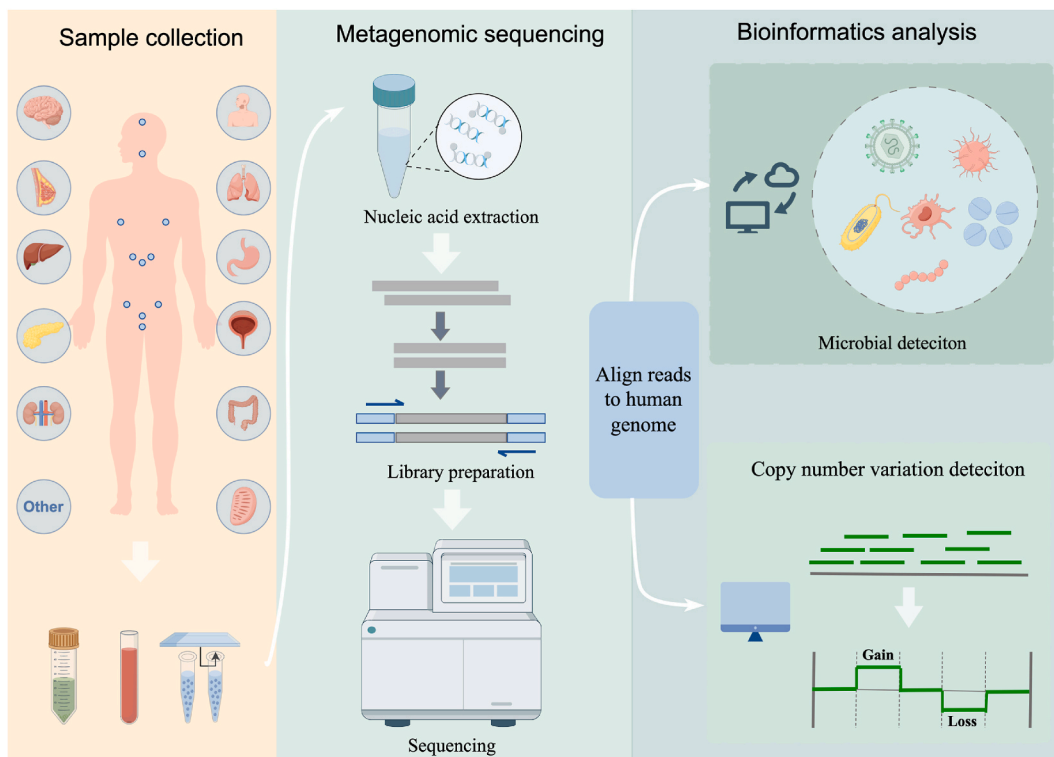 Sample collection
Other
Metagenomic sequencing
Nucleic acid extraction
Library preparation
Sequencing
Align reads
to human
genome
Bioinformatics analysis
Microbial deteciton
Copy number variation deteciton
Gain
Loss